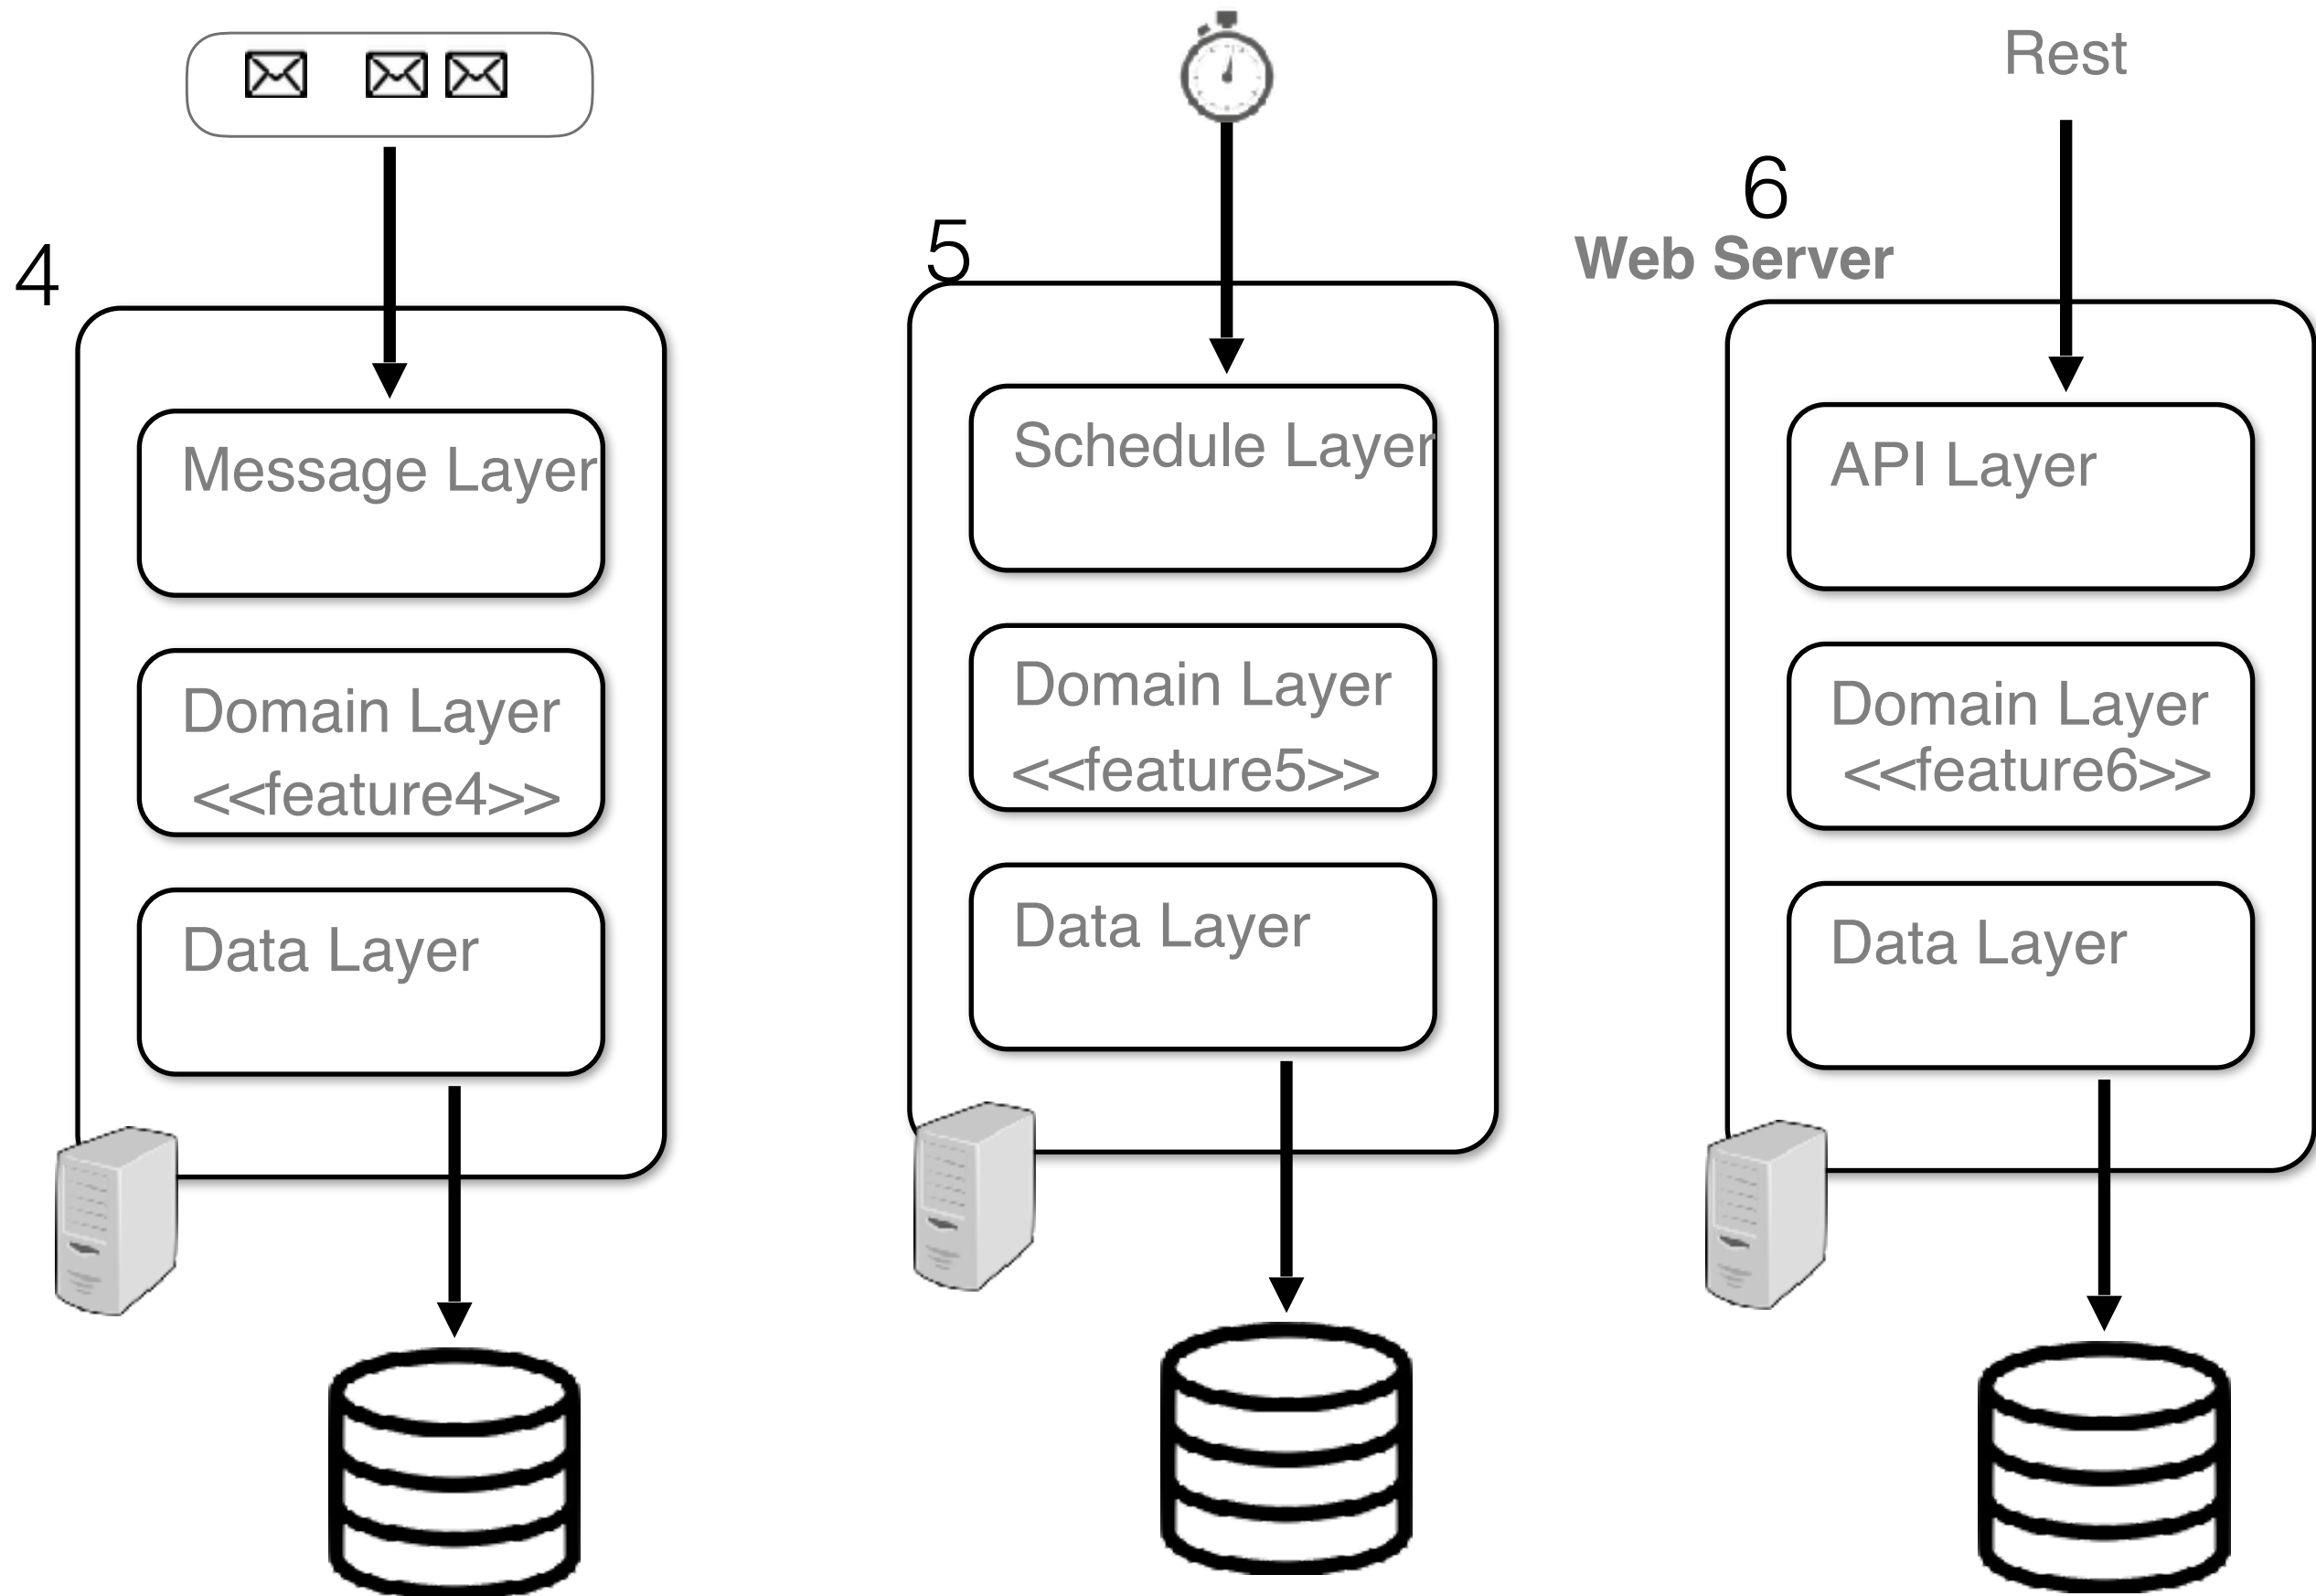 4
Message Layer
Domain Layer
<<feature4>>
Data Layer
5
Schedule Layer
Domain Layer
<<feature5>>
Data Layer
Rest
6
Web Server
API Layer
Domain Layer
<<feature6>>
Data Layer